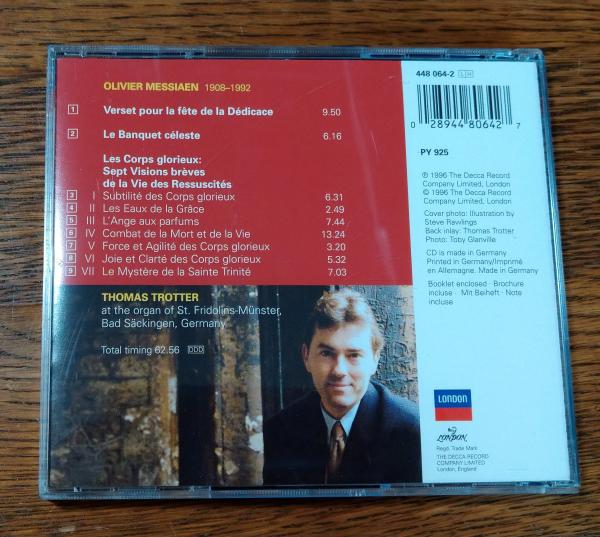 OLIVIER MESSIAEN 1908–1992
1 Verset pour la fête de la Dédicace 9.50
2 Le Banquet céleste 6.16
Les Corps glorieux:
Sept Visions brèves
de la Vie des Ressuscités
3 I Subtilité des Corps glorieux 6.31
4 II Les Eaux de la Grâce 2.49
5 III L'Ange aux parfums 7.44
6 IV Combat de la Mort et de la Vie 13.24
7 V Force et Agilité des Corps glorieux 3.20
8 VI Joie et Clarté des Corps glorieux 5.32
9 VII Le Mystère de la Sainte Trinité 7.03
THOMAS TROTTER
at the organ of St. Fridolins-Münster,
Bad Säckingen, Germany
Total timing 62.56 DDD
448 064-2 LH
0 28944 80642 7
PY 925
℗ 1996 The Decca Record
Company Limited, London
© 1996 The Decca Record
Company Limited, London
Cover photo: Illustration by
Steve Rawlings
Back inlay: Thomas Trotter
Photo: Toby Glanville
CD is made in Germany
Printed in Germany/Imprimé
en Allemagne. Made in Germany
Booklet enclosed · Brochure
incluse · Mit Beiheft · Note
incluse
LONDON
London
Regd. Trade Mark
THE DECCA RECORD
COMPANY LIMITED
London, England